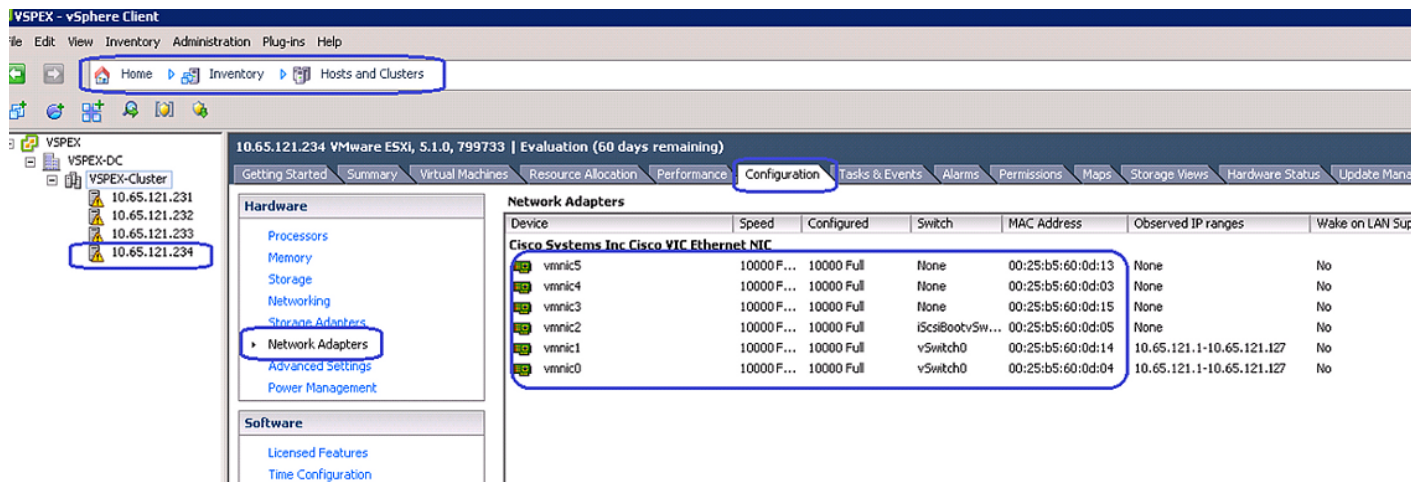 VSPEX - vSphere Client
File Edit View Inventory Administration Plug-ins Help
Home Inventory Hosts and Clusters
VSPEX
VSPEX-DC
VSPEX-Cluster
10.65.121.231
10.65.121.232
10.65.121.233
10.65.121.234
10.65.121.234 VMware ESXi, 5.1.0, 799733 | Evaluation (60 days remaining)
Getting Started Summary Virtual Machines Resource Allocation Performance Configuration Tasks & Events Alarms Permissions Maps Storage Views Hardware Status Update Mana
Hardware
Processors
Memory
Storage
Networking
Storage Adapters
Network Adapters
Advanced Settings
Power Management
Software
Licensed Features
Time Configuration
Network Adapters
Device Speed Configured Switch MAC Address Observed IP ranges Wake on LAN Sup
Cisco Systems Inc Cisco VIC Ethernet NIC
vmnic5 10000 F... 10000 Full None 00:25:b5:60:0d:13 None No
vmnic4 10000 F... 10000 Full None 00:25:b5:60:0d:03 None No
vmnic3 10000 F... 10000 Full None 00:25:b5:60:0d:15 None No
vmnic2 10000 F... 10000 Full iScsiBootvSw... 00:25:b5:60:0d:05 None No
vmnic1 10000 F... 10000 Full vSwitch0 00:25:b5:60:0d:14 10.65.121.1-10.65.121.127 No
vmnic0 10000 F... 10000 Full vSwitch0 00:25:b5:60:0d:04 10.65.121.1-10.65.121.127 No